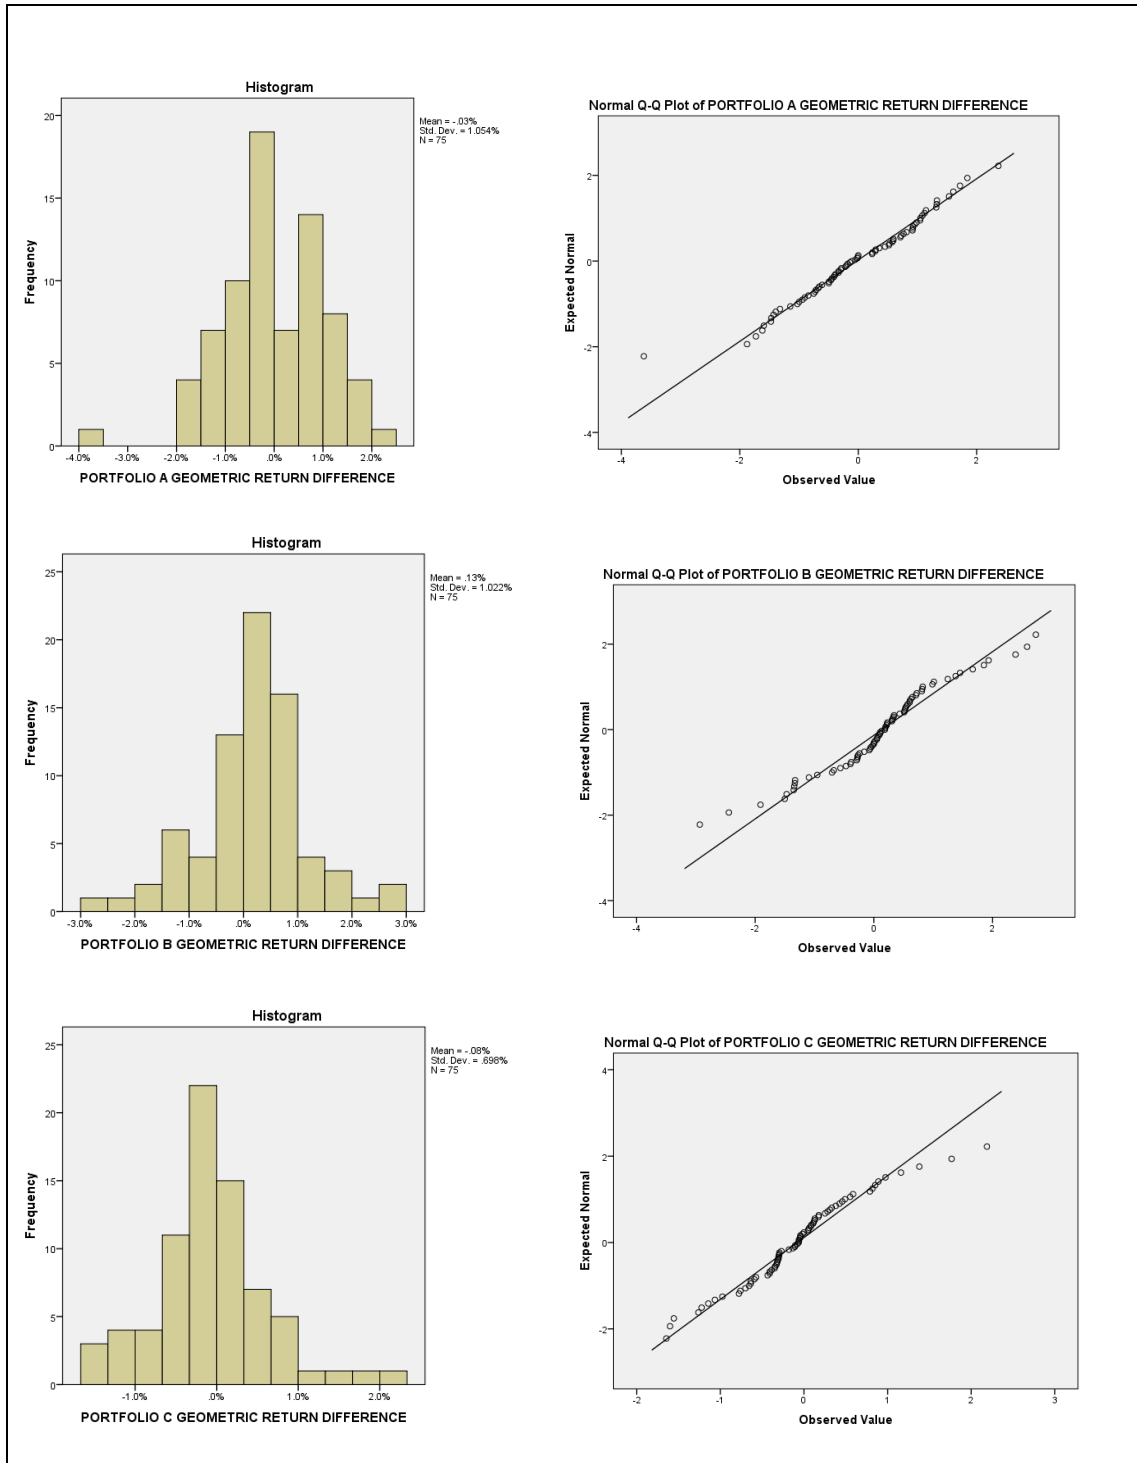 Histogram
Mean = -.03%
Std. Dev. = 1.054%
N = 75
Frequency
20
15
10
5
0
-4.0% -3.0% -2.0% -1.0% .0% 1.0% 2.0%
PORTFOLIO A GEOMETRIC RETURN DIFFERENCE
Normal Q-Q Plot of PORTFOLIO A GEOMETRIC RETURN DIFFERENCE
Expected Normal
2
0
-2
-4
-4 -2 0 2
Observed Value
Histogram
Mean = .13%
Std. Dev. = 1.022%
N = 75
Frequency
25
20
15
10
5
0
-3.0% -2.0% -1.0% .0% 1.0% 2.0% 3.0%
PORTFOLIO B GEOMETRIC RETURN DIFFERENCE
Normal Q-Q Plot of PORTFOLIO B GEOMETRIC RETURN DIFFERENCE
Expected Normal
2
0
-2
-4
-4 -2 0 2
Observed Value
Histogram
Mean = -.08%
Std. Dev. = .698%
N = 75
Frequency
25
20
15
10
5
0
-1.0% .0% 1.0% 2.0%
PORTFOLIO C GEOMETRIC RETURN DIFFERENCE
Normal Q-Q Plot of PORTFOLIO C GEOMETRIC RETURN DIFFERENCE
Expected Normal
4
2
0
-2
-2 -1 0 1 2 3
Observed Value